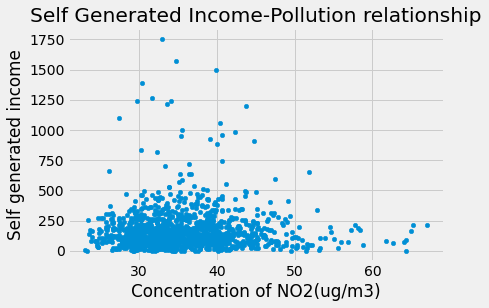 Self Generated Income-Pollution relationship
1750
1500
1250
1000
750
500
250
0
Self generated income
30 40 50 60
Concentration of NO2(ug/m3)